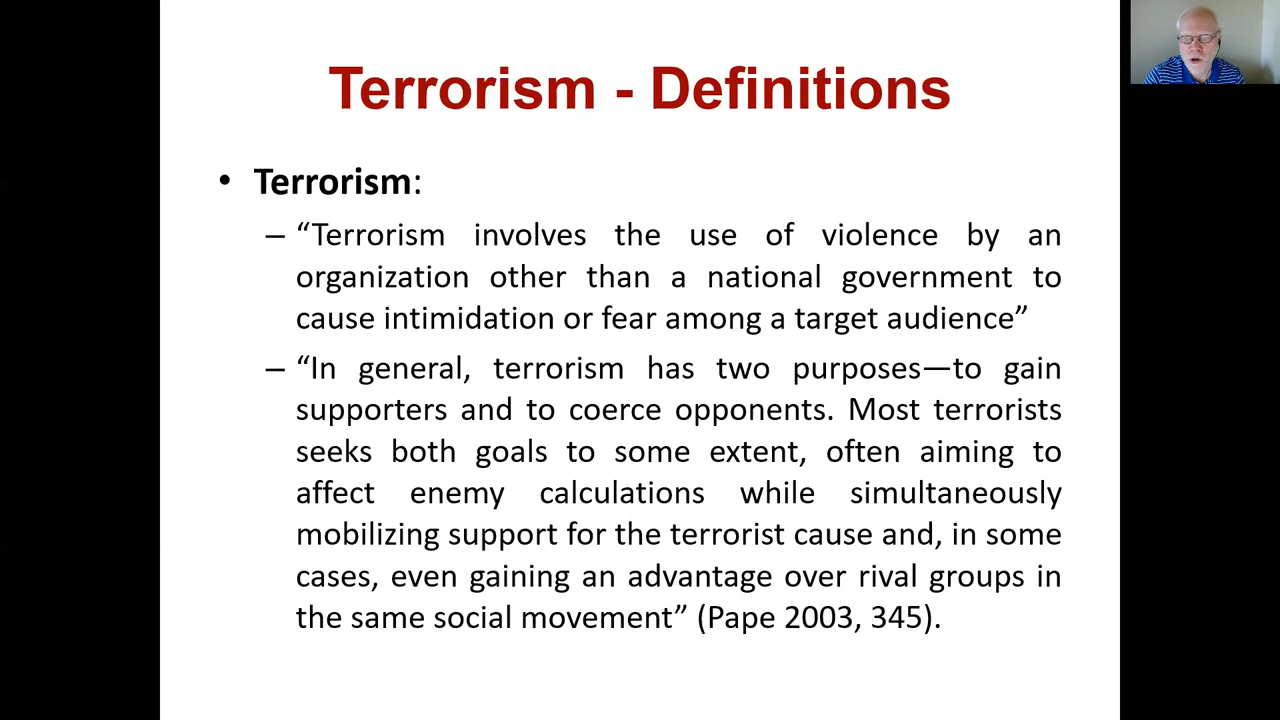 Terrorism - Definitions
• Terrorism:
– “Terrorism involves the use of violence by an
organization other than a national government to
cause intimidation or fear among a target audience”
– “In general, terrorism has two purposes—to gain
supporters and to coerce opponents. Most terrorists
seeks both goals to some extent, often aiming to
affect enemy calculations while simultaneously
mobilizing support for the terrorist cause and, in some
cases, even gaining an advantage over rival groups in
the same social movement” (Pape 2003, 345).